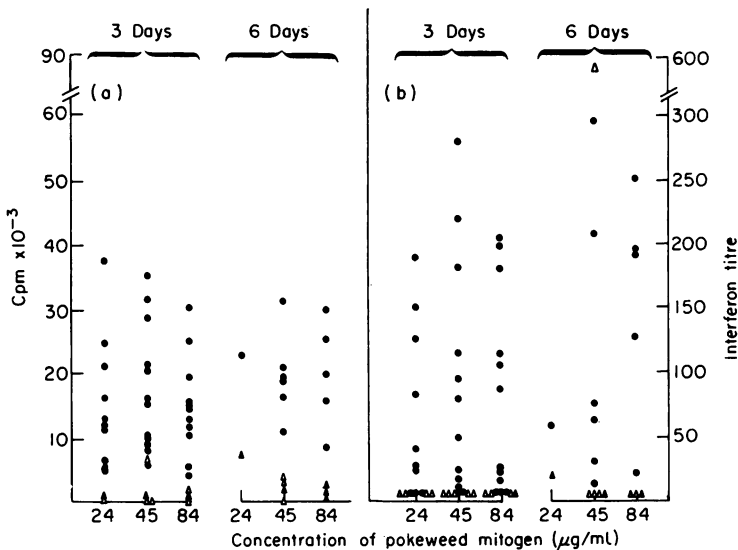 3 Days
6 Days
3 Days
6 Days
90
600
(a)
(b)
60
300
50
250
40
200
30
150
20
100
10
50
Cpm x10⁻³
Interferon titre
24 45 84 24 45 84 24 45 84 24 45 84
Concentration of pokeweed mitogen (μg/ml)